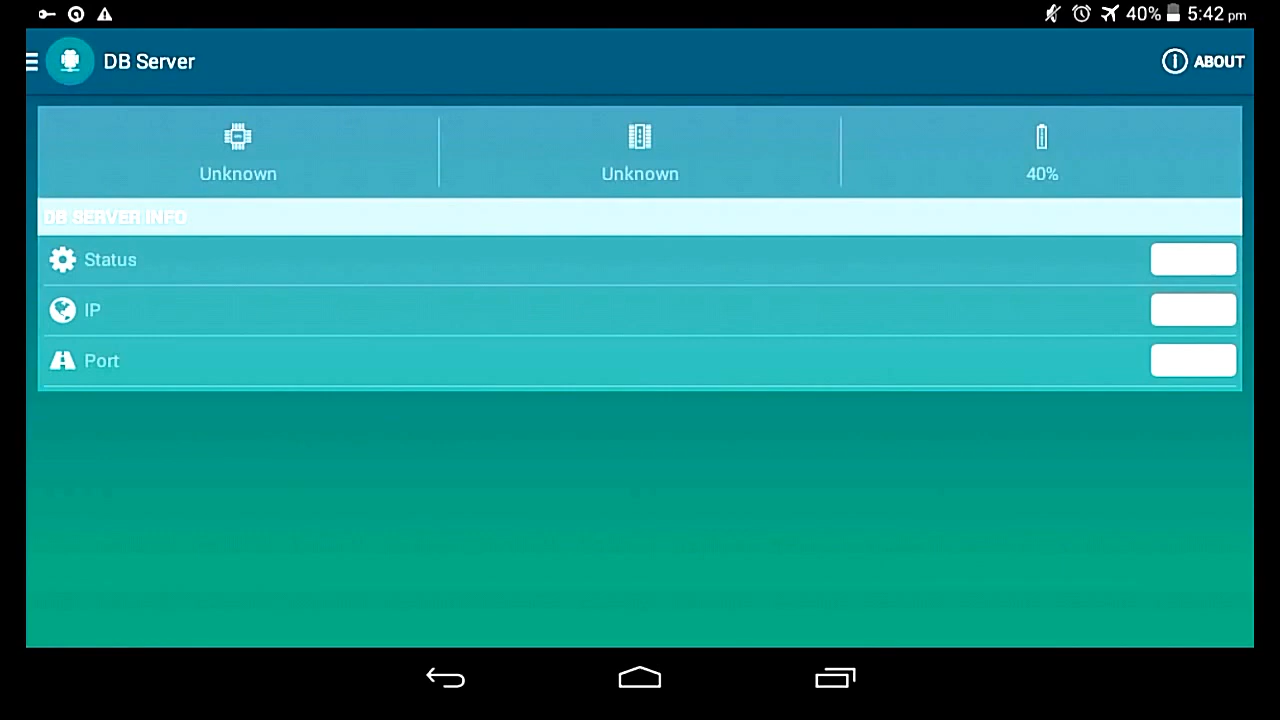 40% 5:42 pm
DB Server
ABOUT
Unknown
Unknown
40%
DB SERVER INFO
Status
IP
Port